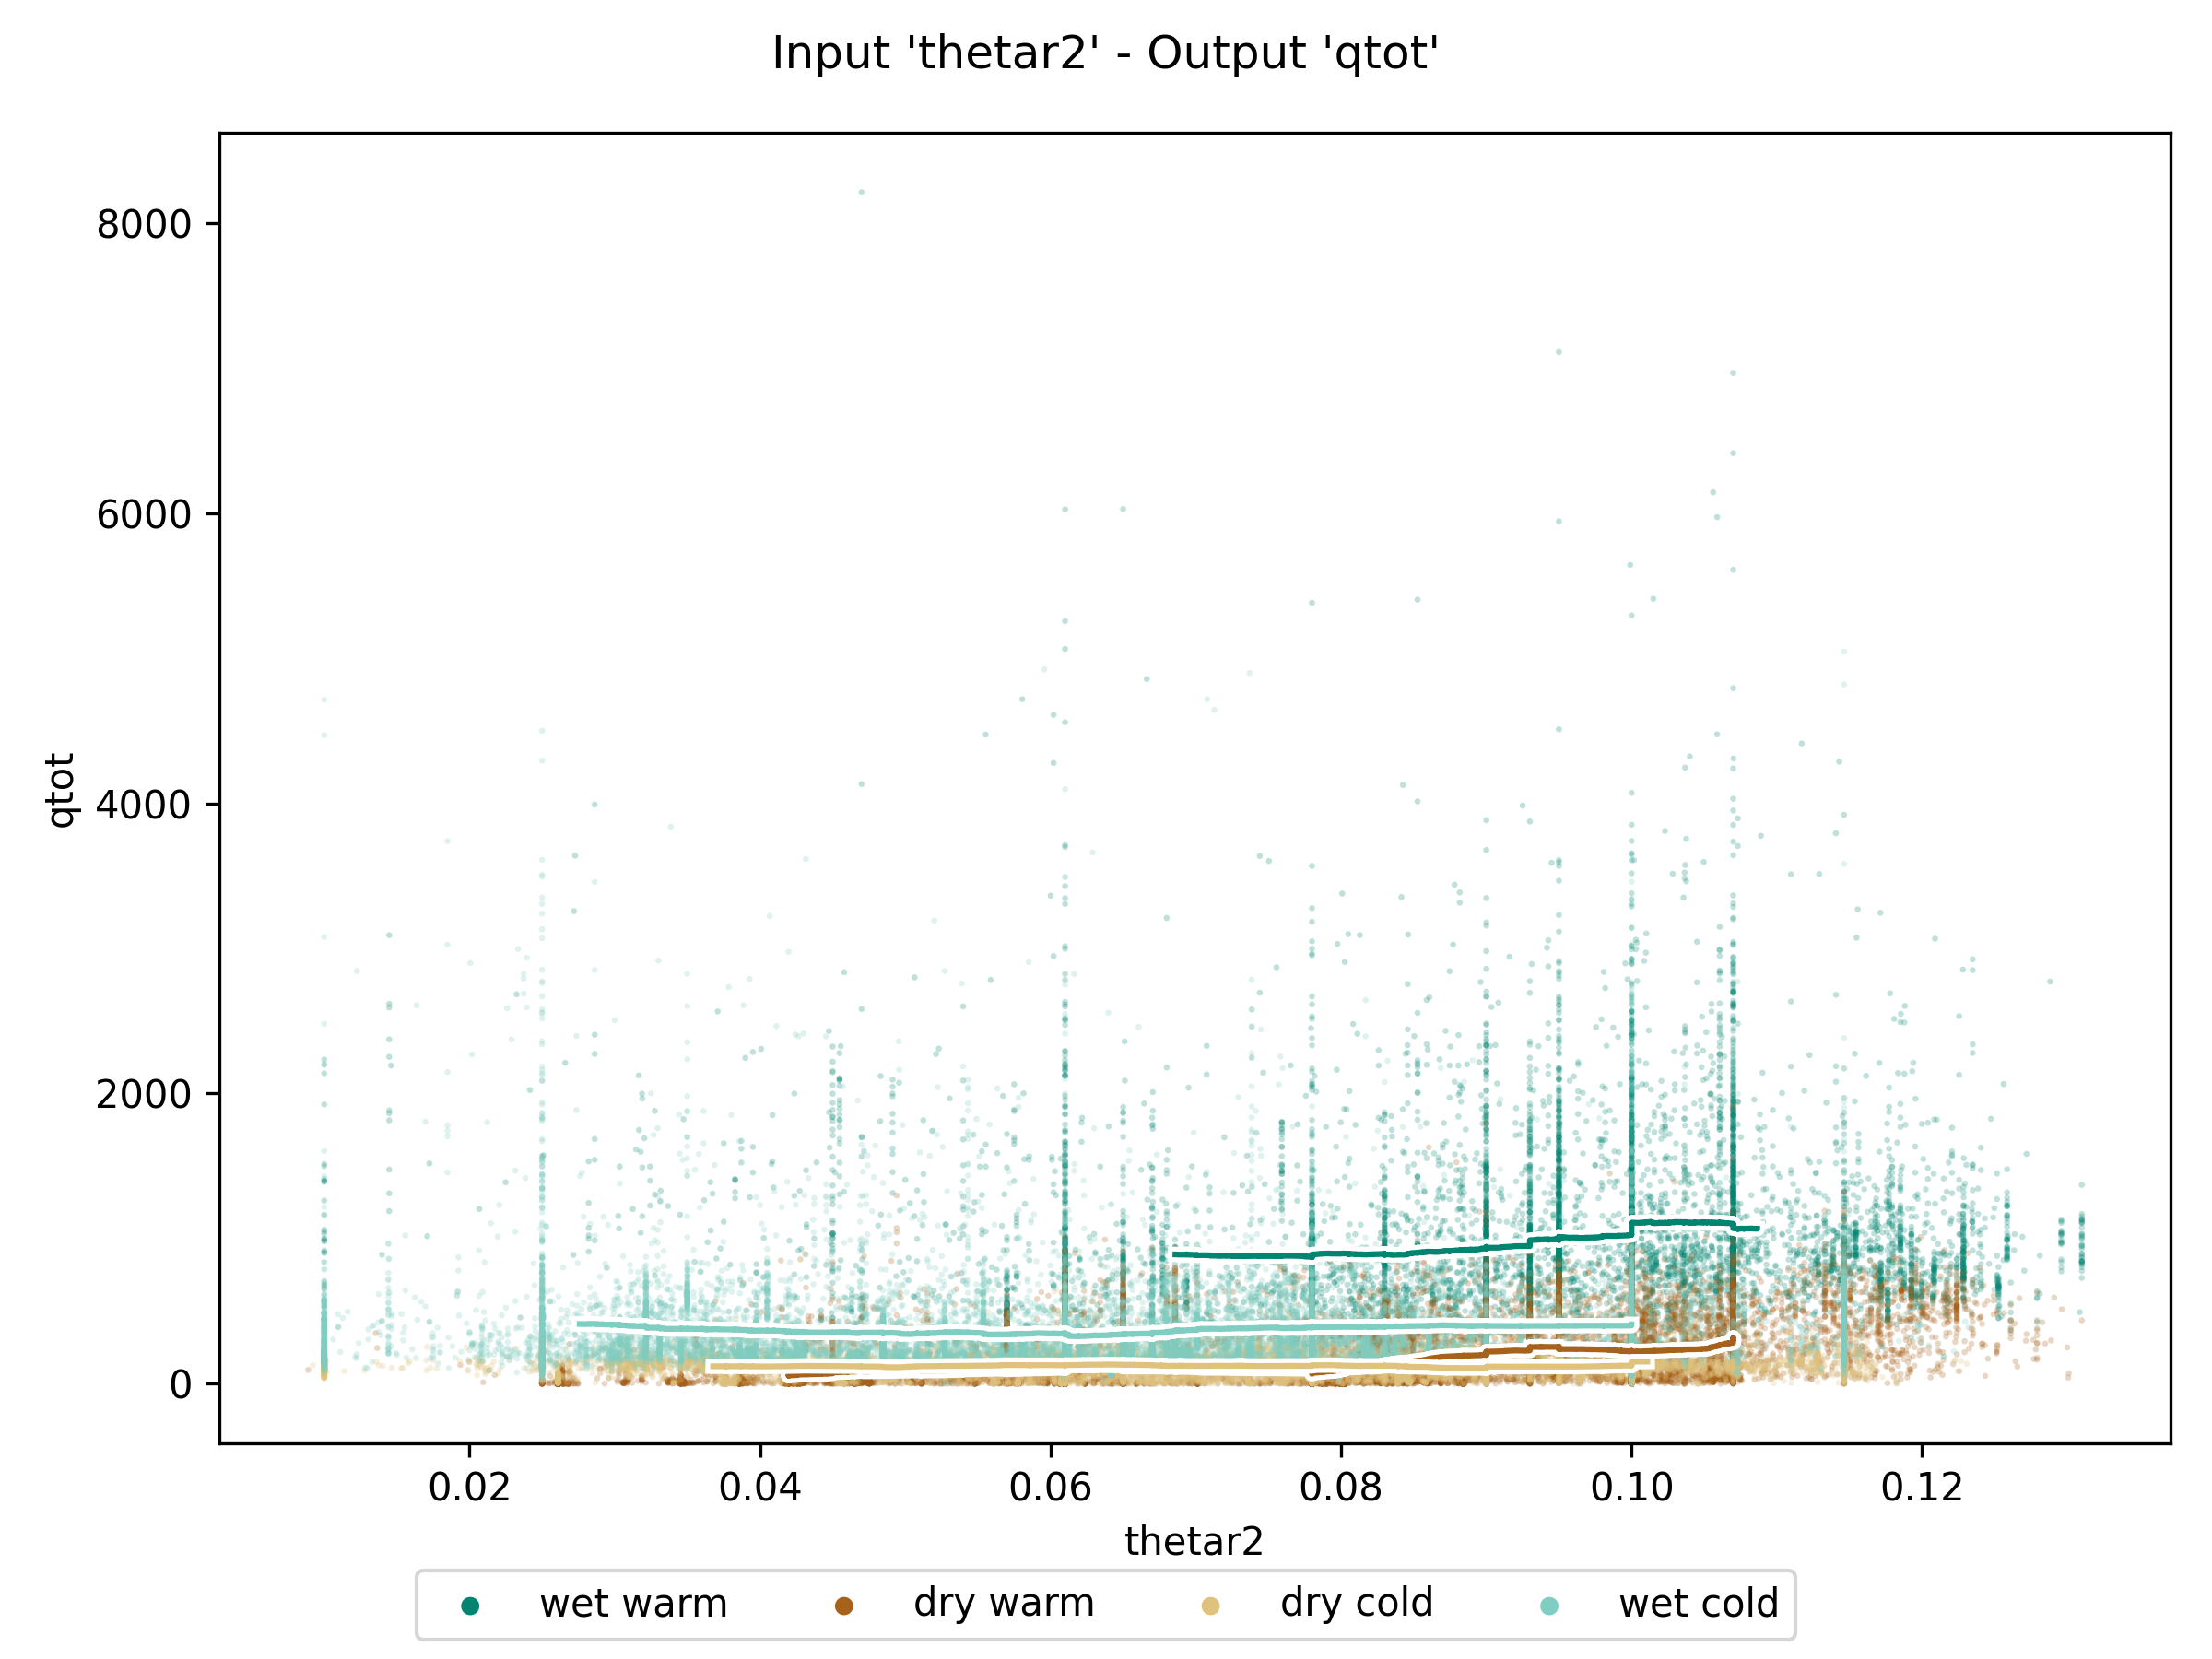 Input 'thetar2' - Output 'qtot'
8000
6000
4000
2000
0
qtot
0.02 0.04 0.06 0.08 0.10 0.12
thetar2
wet warm dry warm dry cold wet cold